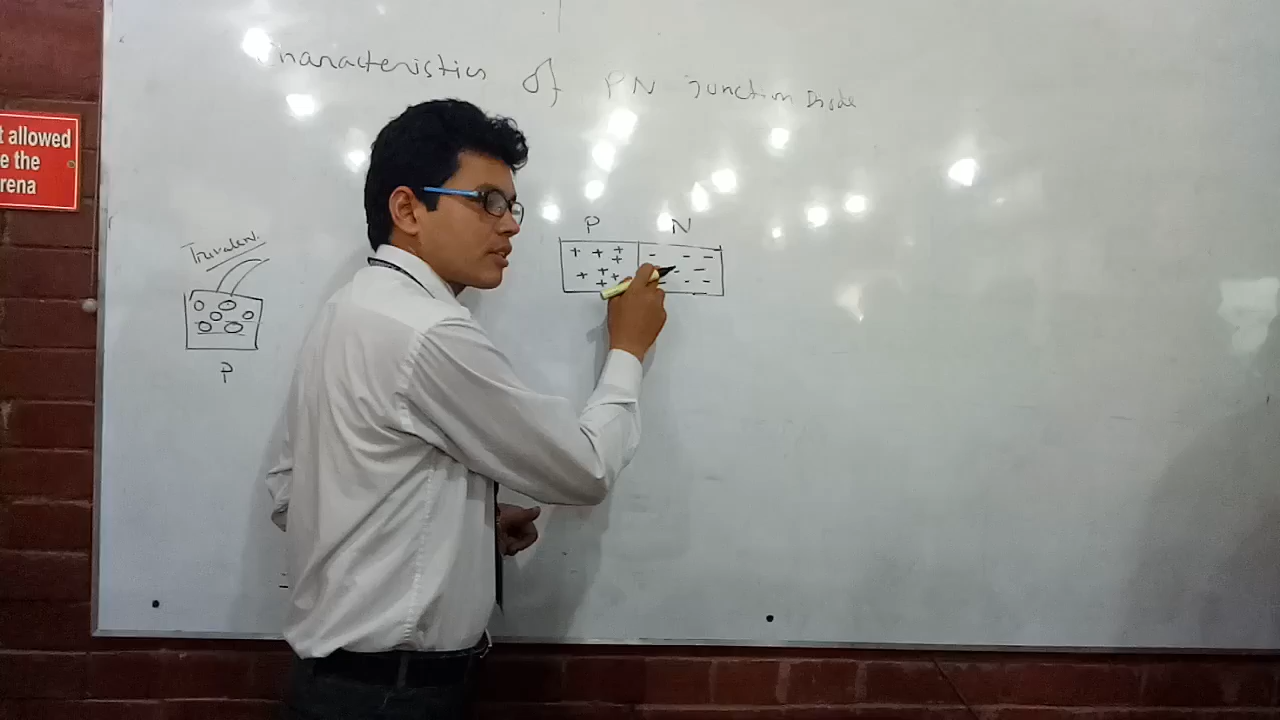 Characteristics of PN Junction Diode
t allowed
e the
rena
P N
+ + + - - -
+
+ + + - -
+ - -
Trivalent
P